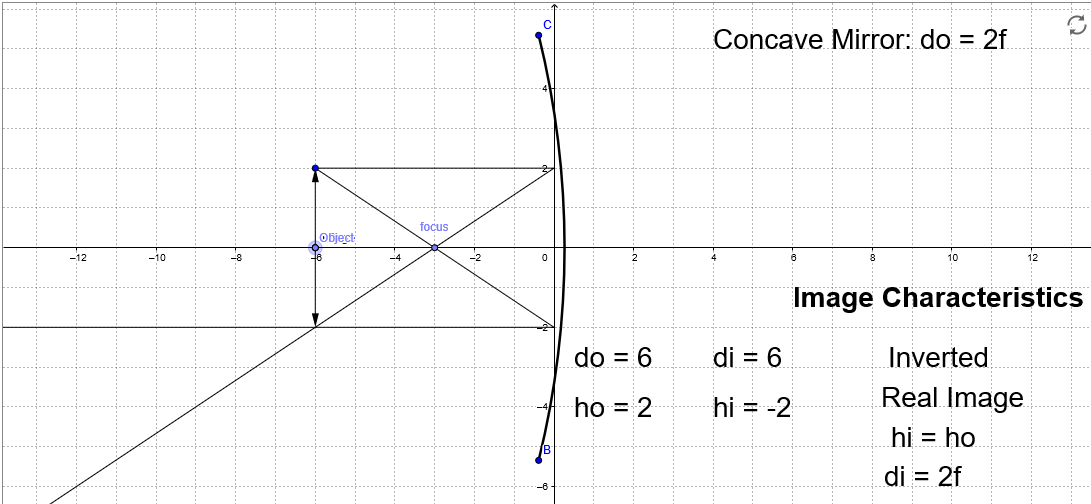 C
Concave Mirror: do = 2f
4
2
focus
Object
−12
−10
−8
−6
−4
−2
0
2
4
6
8
10
12
Image Characteristics
−2
do = 6
di = 6
Inverted
Real Image
−4
ho = 2
hi = -2
hi = ho
B
di = 2f
−6